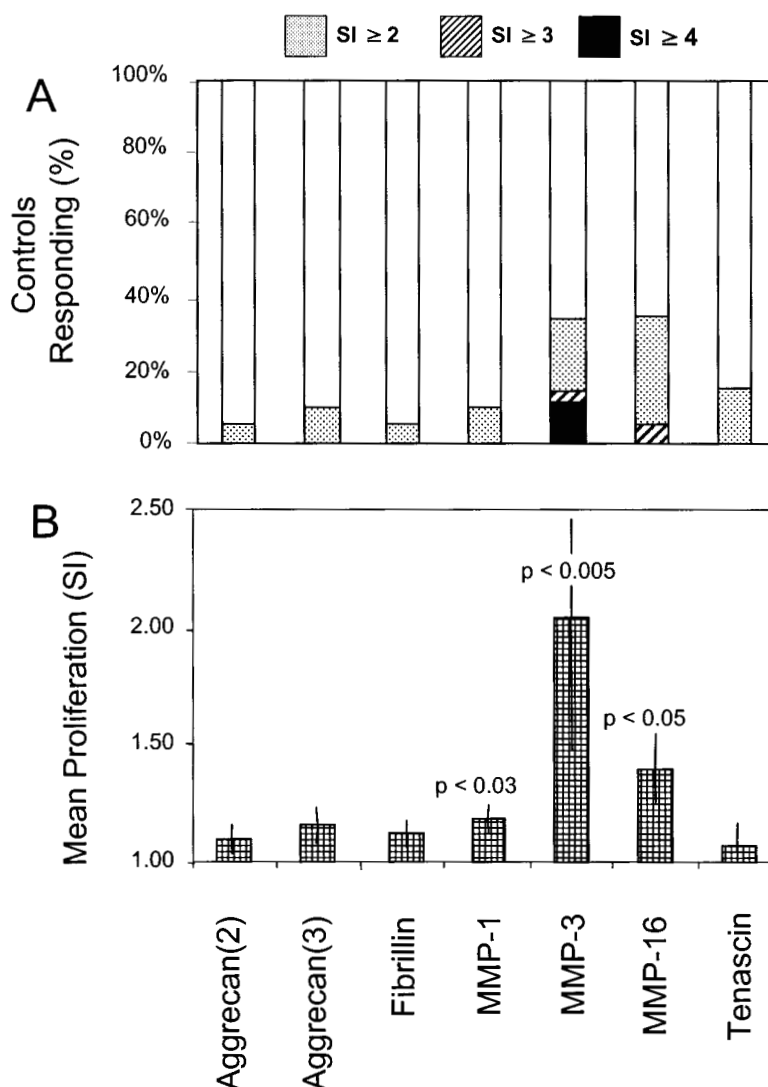 SI ≥ 2 SI ≥ 3 SI ≥ 4
A
Controls
Responding (%)
100%
80%
60%
40%
20%
0%
B
Mean Proliferation (SI)
2.50
2.00
1.50
1.00
p < 0.03
p < 0.005
p < 0.05
Aggrecan(2)
Aggrecan(3)
Fibrillin
MMP-1
MMP-3
MMP-16
Tenascin